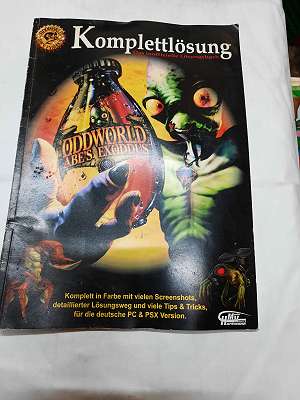 Komplettlösung
ODDWORLD
ABE'S EXODDUS
Komplett in Farbe mit vielen Screenshots,
detaillierter Lösungsweg und viele Tips & Tricks,
für die deutsche PC & PSX Version.